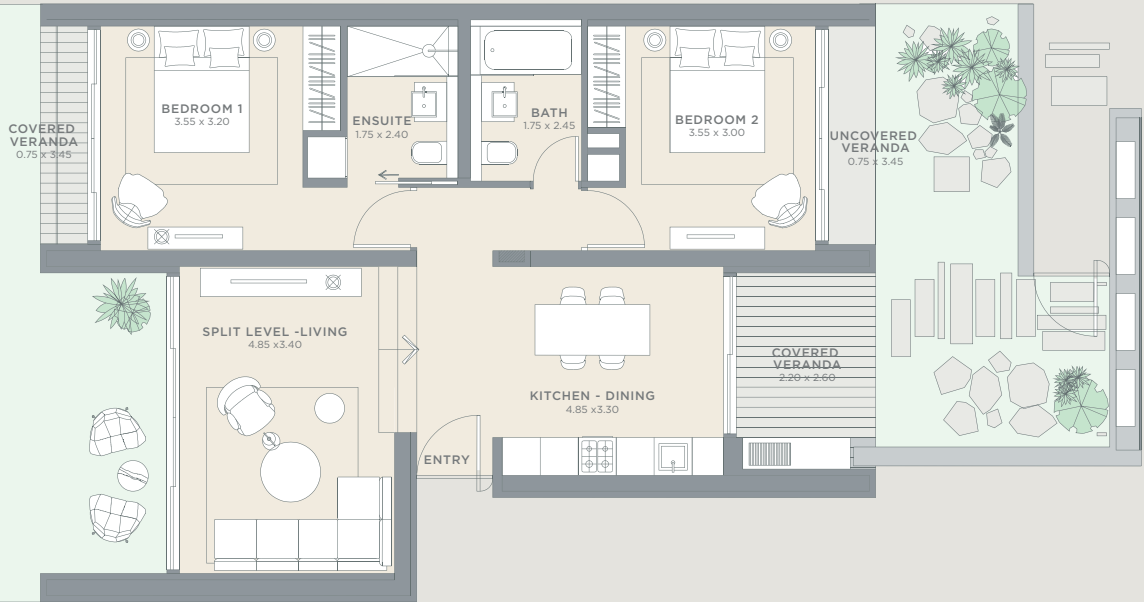 BEDROOM 1
3.55 x 3.20
COVERED
VERANDA
0.75 x 3.45
ENSUITE
1.75 x 2.40
BATH
1.75 x 2.45
BEDROOM 2
3.55 x 3.00
UNCOVERED
VERANDA
0.75 x 3.45
SPLIT LEVEL -LIVING
4.85 x3.40
COVERED
VERANDA
2.20 x 2.60
KITCHEN - DINING
4.85 x3.30
ENTRY